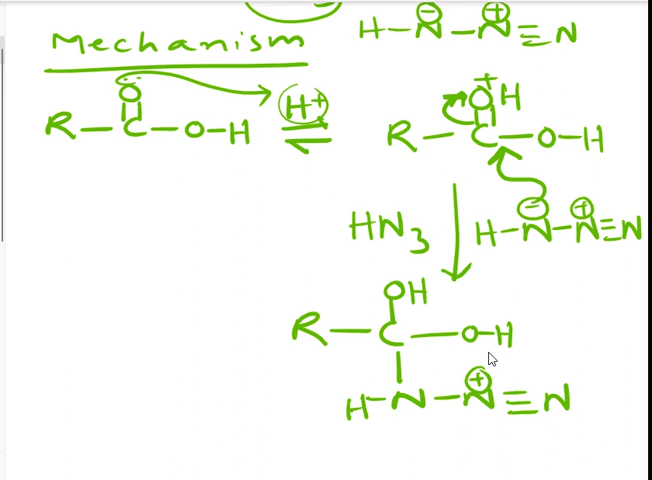 Mechanism
H–N⊖–N⊕≡N
O
||
R–C–O–H
H+
+
OH
||
R–C–O–H
HN3
H–N⊖–N⊕≡N
OH
|
R–C–O–H
|
H–N–N⊕≡N